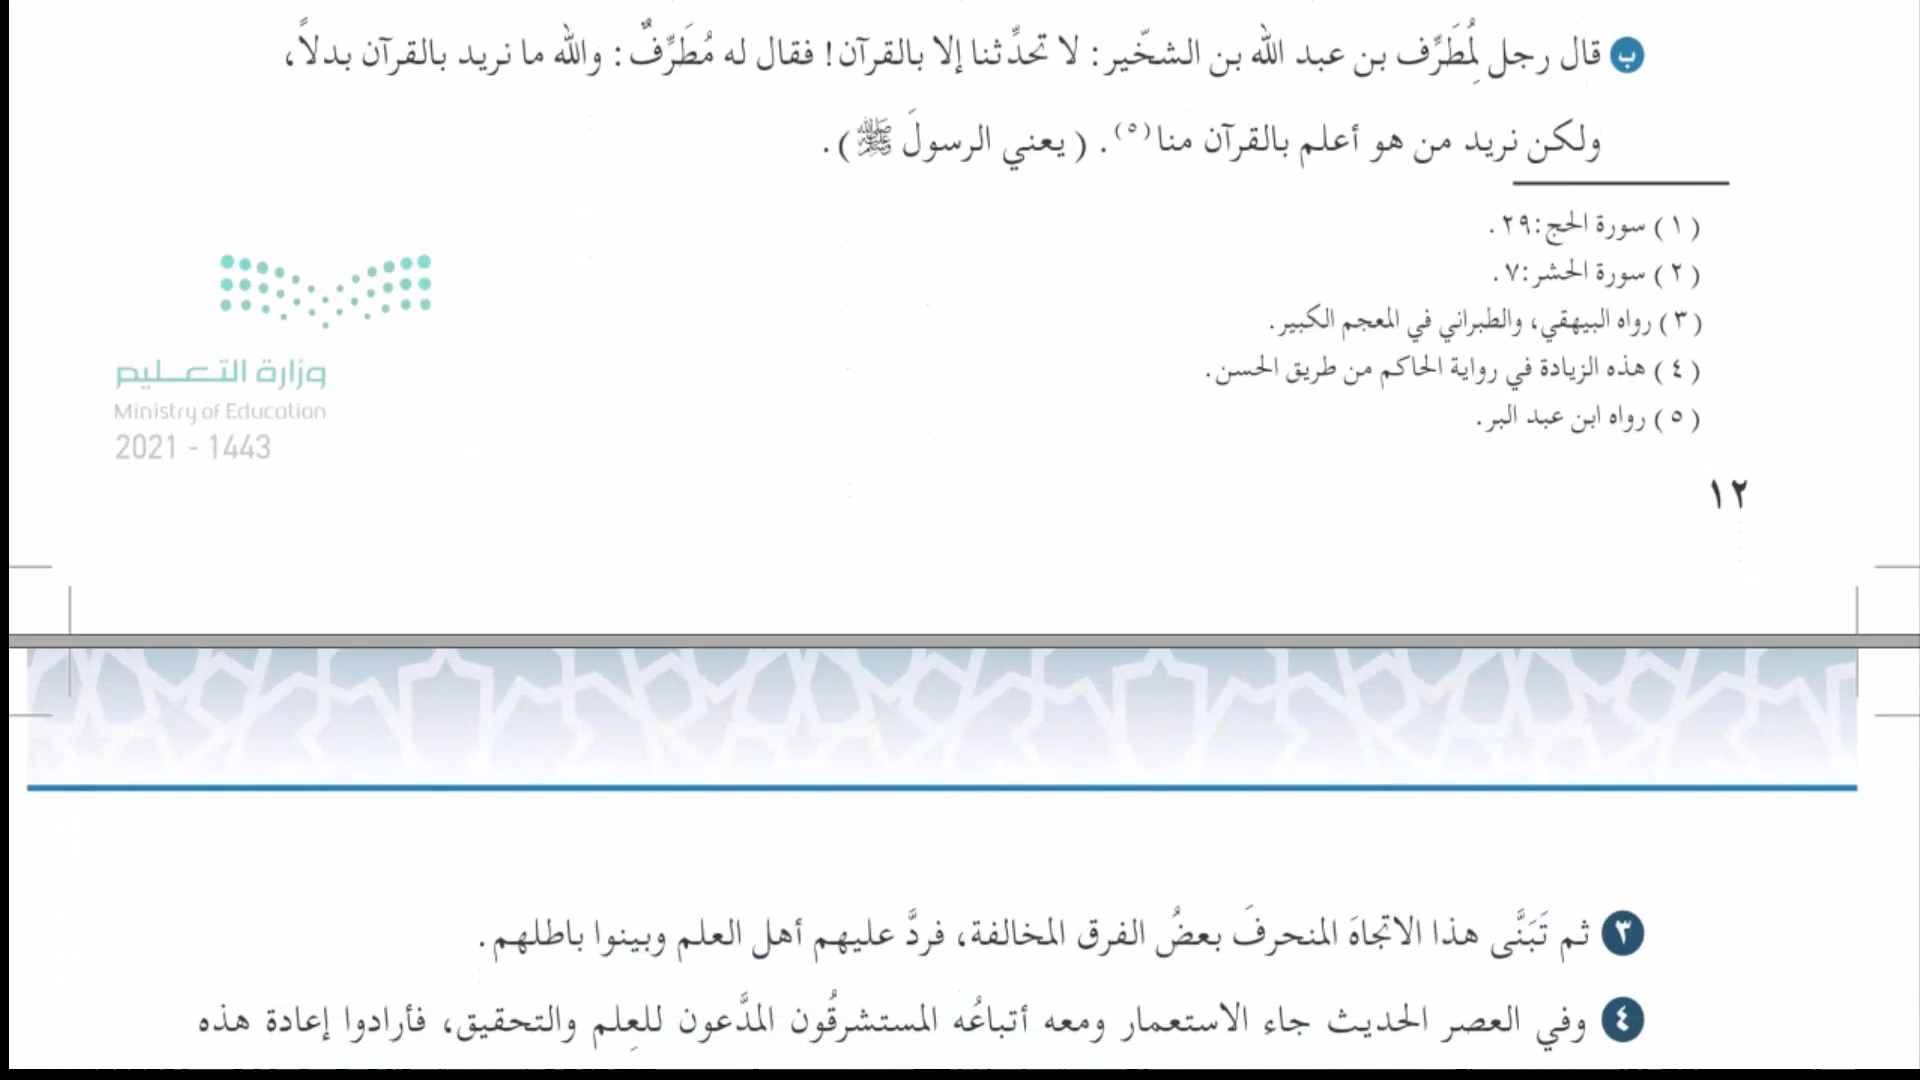 ب قال رجل لِمُطَرِّف بن عبد الله بن الشخّير: لا تحدِّثنا إلا بالقرآن! فقال له مُطَرِّفٌ: والله ما نريد بالقرآن بدلاً،
ولكن نريد من هو أعلم بالقرآن منا(٥). (يعني الرسولَ ﷺ).
(١) سورة الحج:٢٩.
(٢) سورة الحشر:٧.
(٣) رواه البيهقي، والطبراني في المعجم الكبير.
(٤) هذه الزيادة في رواية الحاكم من طريق الحسن.
(٥) رواه ابن عبد البر.
وزارة التعليم
Ministry of Education
2021 - 1443
١٢
٣ ثم تَبَنَّى هذا الاتجاهَ المنحرفَ بعضُ الفرق المخالفة، فردَّ عليهم أهل العلم وبينوا باطلهم.
٤ وفي العصر الحديث جاء الاستعمار ومعه أتباعُه المستشرقُون المدَّعون للعِلم والتحقيق، فأرادوا إعادة هذه